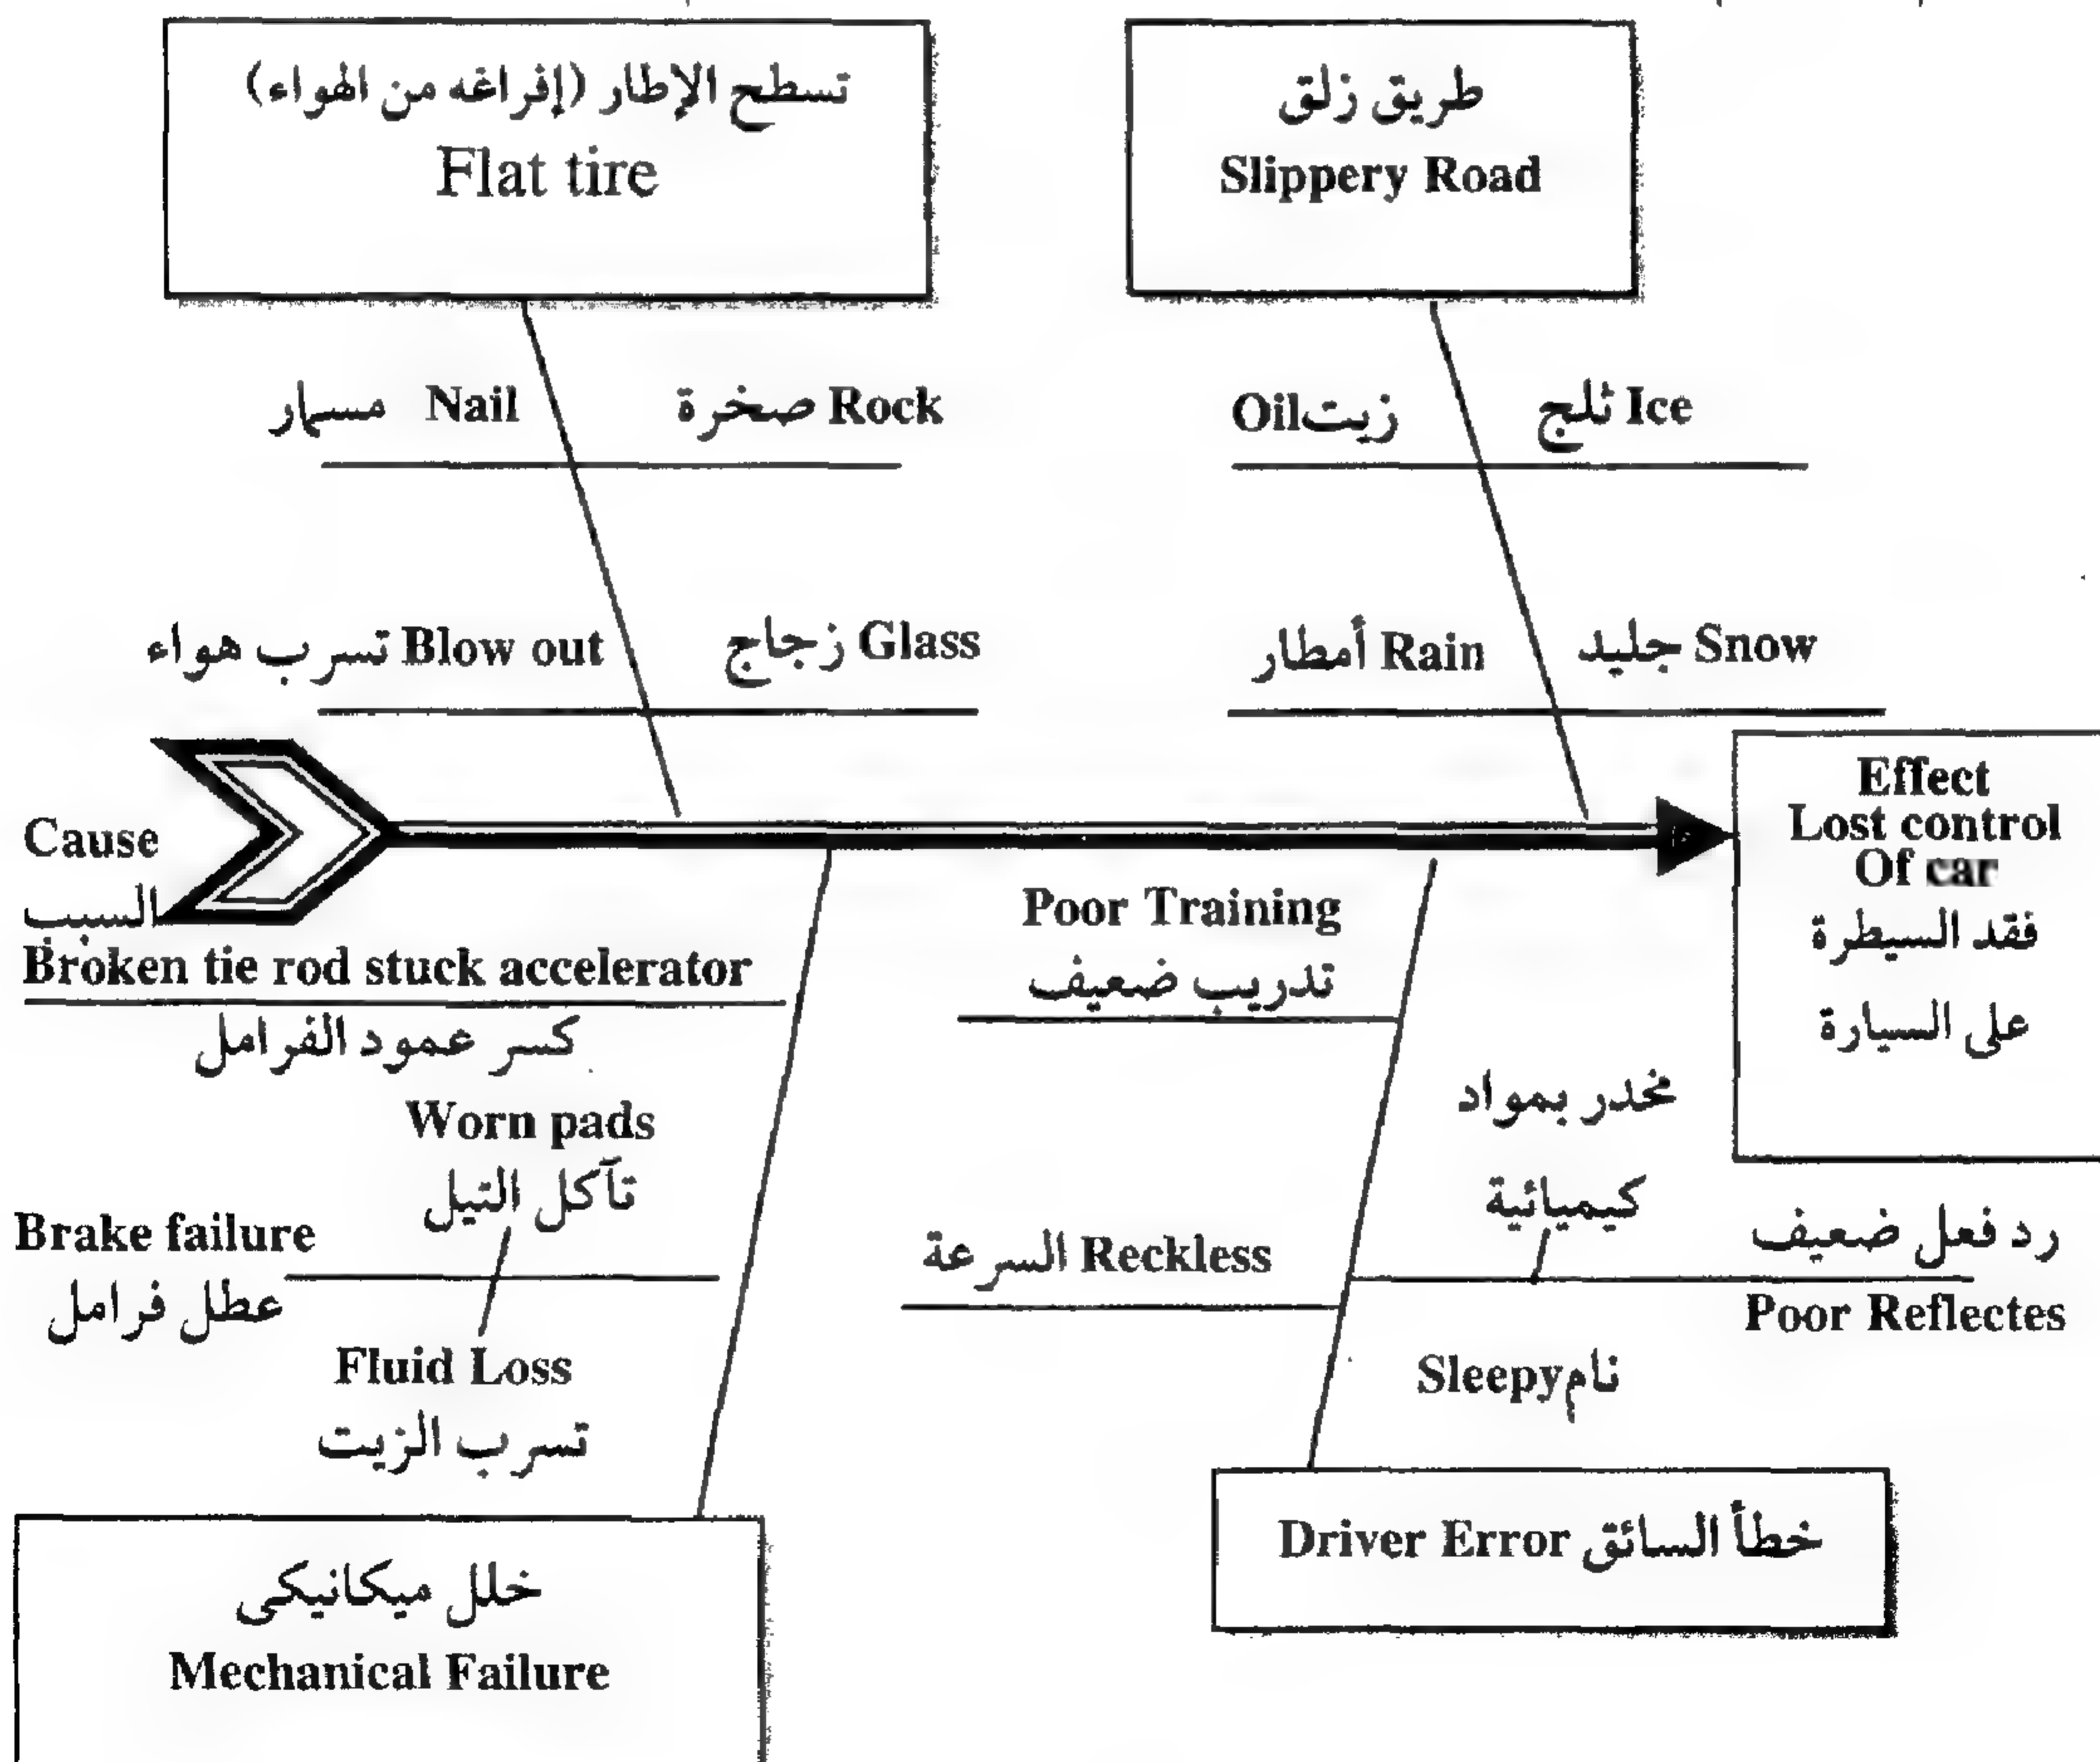 تسطح الإطار (إفراغه من الهواء)
Flat tire
طريق زلق
Slippery Road
مسمار Nail
صخرة Rock
Oil زيت
ثلج Ice
تسرب هواء Blow out
زجاج Glass
أمطار Rain
جليد Snow
Cause
السبب
Effect
Lost control
Of car
فقد السيطرة
على السيارة
Broken tie rod stuck accelerator
كسر عمود الفرامل
Worn pads
تآكل التيل
Brake failure
عطل فرامل
Fluid Loss
تسرب الزيت
خلل ميكانيكى
Mechanical Failure
Poor Training
تدريب ضعيف
مخدر بمواد
كيميائية
السرعة Reckless
رد فعل ضعيف
Poor Reflectes
Sleepy نام
Driver Error خطأ السائق